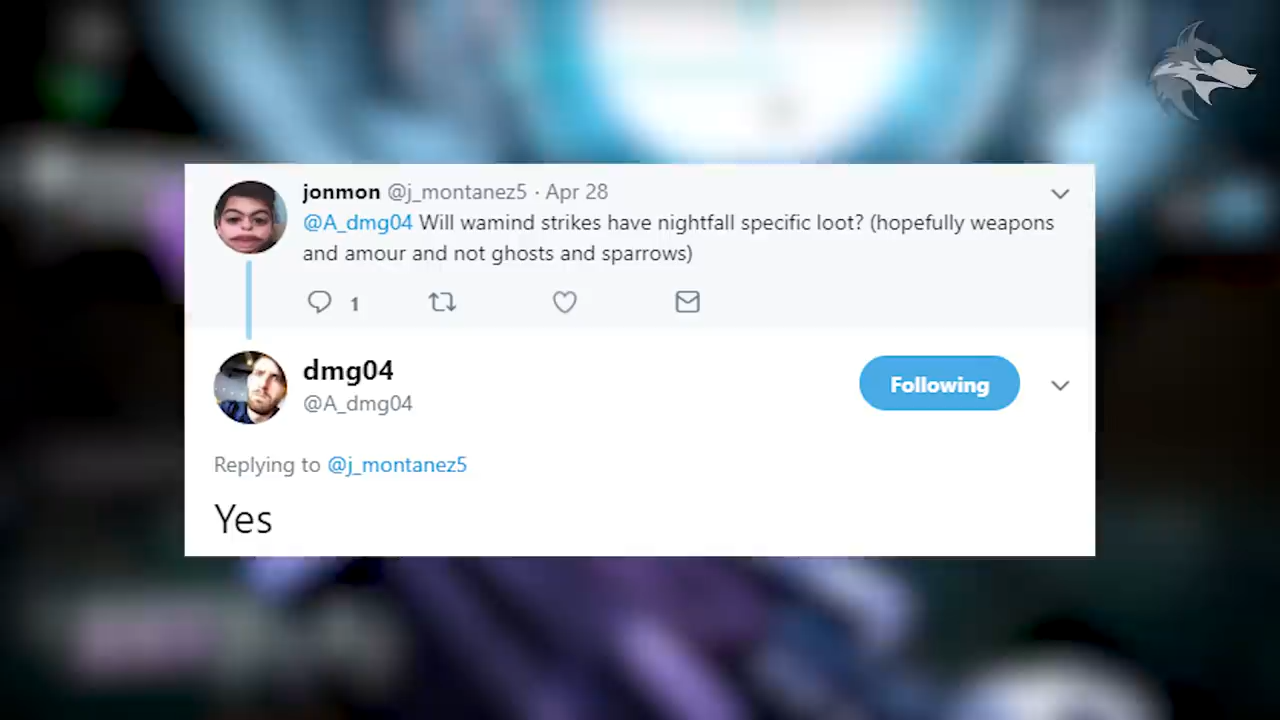 jonmon @j_montanez5 · Apr 28
@A_dmg04 Will wamind strikes have nightfall specific loot? (hopefully weapons
and amour and not ghosts and sparrows)
1
dmg04
Following
@A_dmg04
Replying to @j_montanez5
Yes